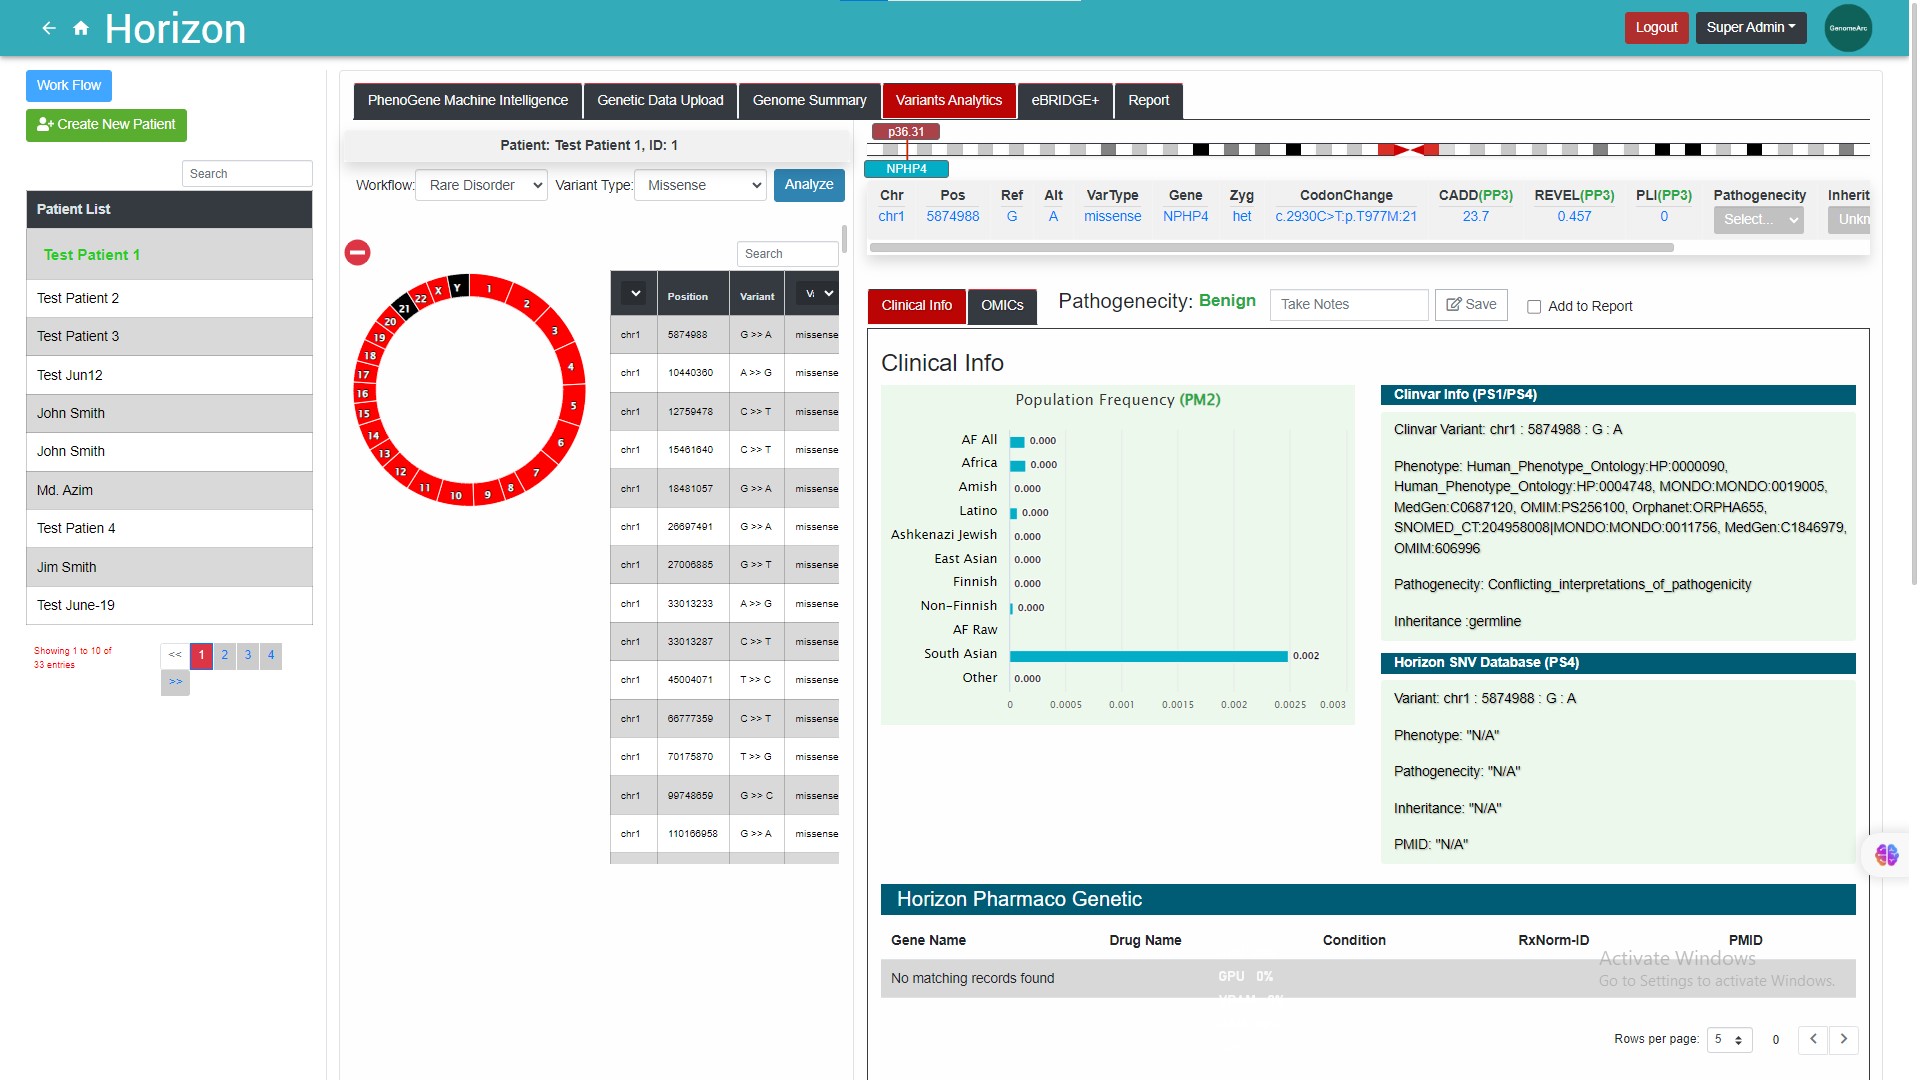 Horizon
Logout
Super Admin
GenomeArc
Work Flow
Create New Patient
Search
Patient List
Test Patient 1
Test Patient 2
Test Patient 3
Test Jun12
John Smith
John Smith
Md. Azim
Test Patien 4
Jim Smith
Test June-19
Showing 1 to 10 of
33 entries
<< 1 2 3 4
>>
PhenoGene Machine Intelligence
Genetic Data Upload
Genome Summary
Variants Analytics
eBRIDGE+
Report
Patient: Test Patient 1, ID: 1
Workflow: Rare Disorder Variant Type: Missense Analyze
Search
1
2
3
4
5
6
7
8
9
10
11
12
13
14
15
16
17
18
19
20
21
22
X
Y
Position Variant
chr1 5874988 G >> A missense
chr1 10440360 A >> G missense
chr1 12759478 C >> T missense
chr1 15461640 C >> T missense
chr1 18481057 G >> A missense
chr1 26697491 G >> A missense
chr1 27006885 G >> T missense
chr1 33013233 A >> G missense
chr1 33013287 C >> T missense
chr1 45004071 T >> C missense
chr1 66777359 C >> T missense
chr1 70175870 T >> G missense
chr1 99748659 G >> C missense
chr1 110166958 G >> A missense
p36.31
NPHP4
Chr Pos Ref Alt VarType Gene Zyg CodonChange CADD(PP3) REVEL(PP3) PLI(PP3) Pathogenecity Inherit
chr1 5874988 G A missense NPHP4 het c.2930C>T:p.T977M:21 23.7 0.457 0 Select... Unkn
Clinical Info
OMICs
Pathogenecity: Benign
Take Notes
Save
Add to Report
Clinical Info
Population Frequency (PM2)
AF All 0.000
Africa 0.000
Amish 0.000
Latino 0.000
Ashkenazi Jewish 0.000
East Asian 0.000
Finnish 0.000
Non-Finnish 0.000
AF Raw
South Asian 0.002
Other 0.000
0 0.0005 0.001 0.0015 0.002 0.0025 0.003
Clinvar Info (PS1/PS4)
Clinvar Variant: chr1 : 5874988 : G : A
Phenotype: Human_Phenotype_Ontology:HP:0000090,
Human_Phenotype_Ontology:HP:0004748, MONDO:MONDO:0019005,
MedGen:C0687120, OMIM:PS256100, Orphanet:ORPHA655,
SNOMED_CT:204958008|MONDO:MONDO:0011756, MedGen:C1846979,
OMIM:606996
Pathogenecity: Conflicting_interpretations_of_pathogenicity
Inheritance :germline
Horizon SNV Database (PS4)
Variant: chr1 : 5874988 : G : A
Phenotype: "N/A"
Pathogenecity: "N/A"
Inheritance: "N/A"
PMID: "N/A"
Horizon Pharmaco Genetic
Gene Name Drug Name Condition RxNorm-ID PMID
No matching records found
GPU 0%
Activate Windows
Go to Settings to activate Windows.
Rows per page: 5 0